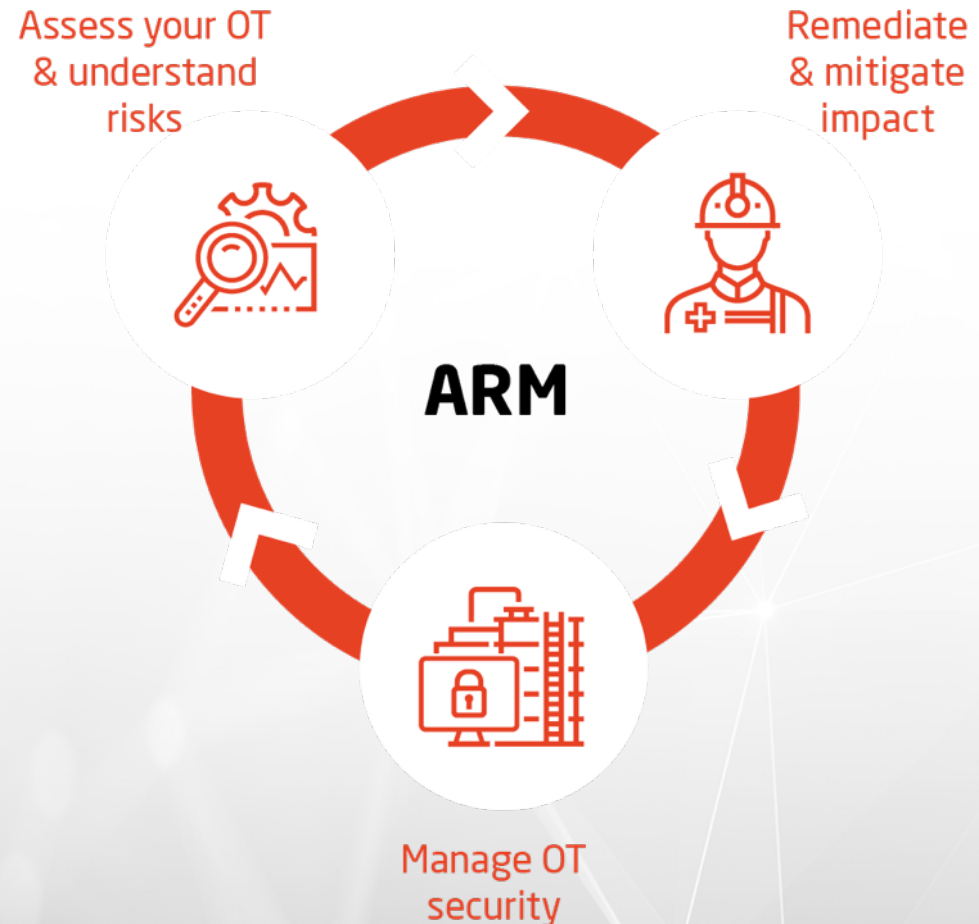 Assess your OT
& understand
risks
Remediate
& mitigate
impact
ARM
Manage OT
security